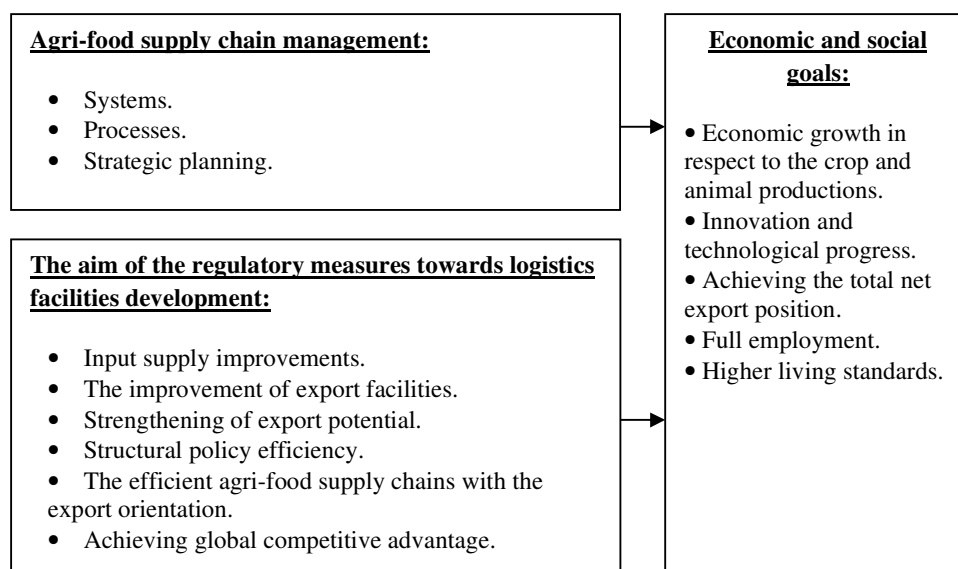 Agri-food supply chain management:
• Systems.
• Processes.
• Strategic planning.
The aim of the regulatory measures towards logistics
facilities development:
• Input supply improvements.
• The improvement of export facilities.
• Strengthening of export potential.
• Structural policy efficiency.
• The efficient agri-food supply chains with the
export orientation.
• Achieving global competitive advantage.
Economic and social
goals:
• Economic growth in
respect to the crop and
animal productions.
• Innovation and
technological progress.
• Achieving the total net
export position.
• Full employment.
• Higher living standards.